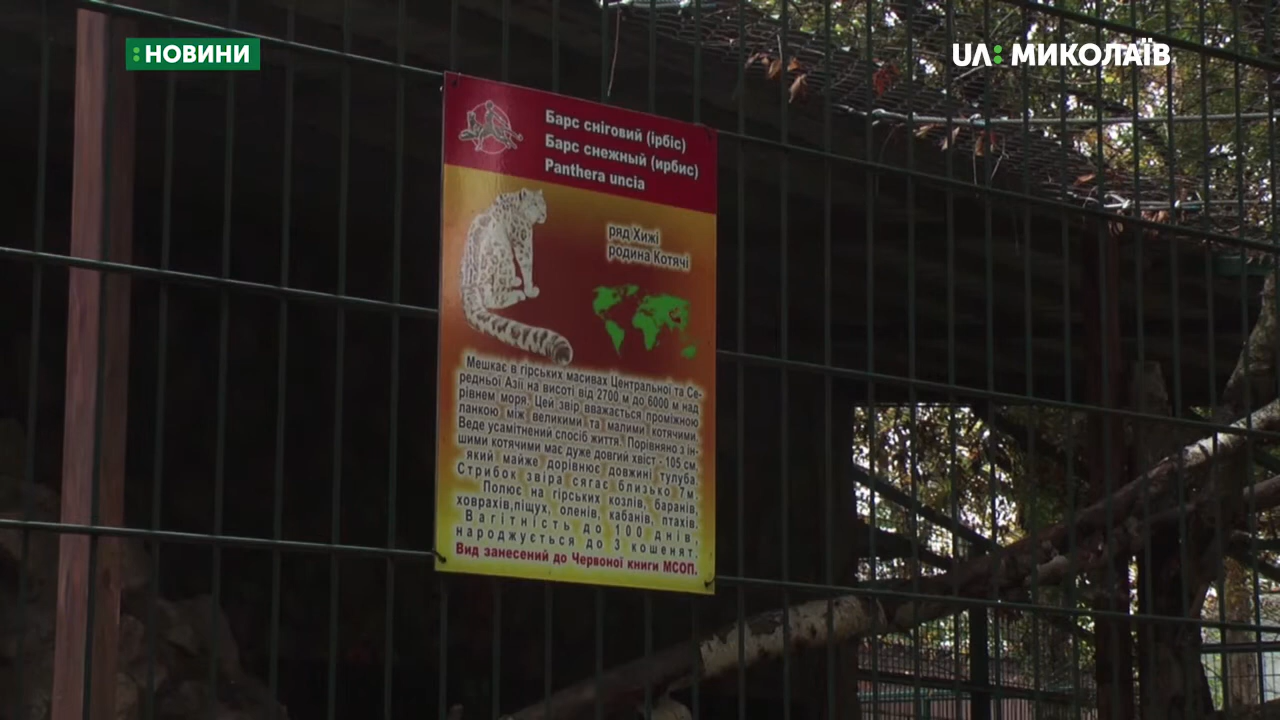 : НОВИНИ
UA: МИКОЛАЇВ
Барс сніговий (ірбіс)
Барс снежный (ирбис)
Panthera uncia
ряд Хижі
родина Котячі
Мешкає в гірських масивах Центральної та Се-
редньої Азії на висоті від 2700 м до 6000 м над
рівнем моря. Цей звір вважається проміжною
ланкою між великими та малими котячими.
Веде усамітнений спосіб життя. Порівняно з ін-
шими котячими має дуже довгий хвіст - 105 см,
який майже дорівнює довжині тулуба.
Стрибок звіра сягає близько 7м.
Полює на гірських козлів, баранів,
ховрахів,піщух, оленів, кабанів, птахів.
Вагітність до 100 днів,
народжується до 3 кошенят.
Вид занесений до Червоної книги МСОП.